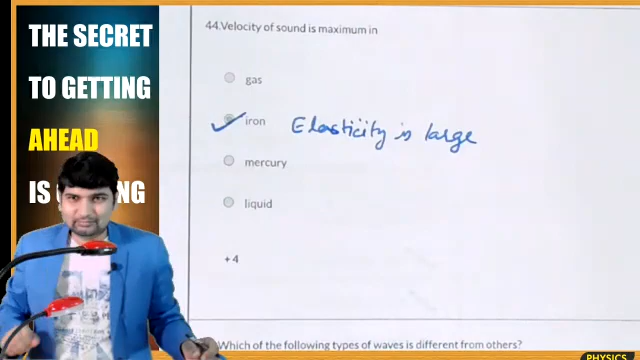 THE SECRET
TO GETTING
AHEAD
IS
NG
44.Velocity of sound is maximum in
gas
iron Elasticity is large
mercury
liquid
+4
Which of the following types of waves is different from others?
PHYSICS